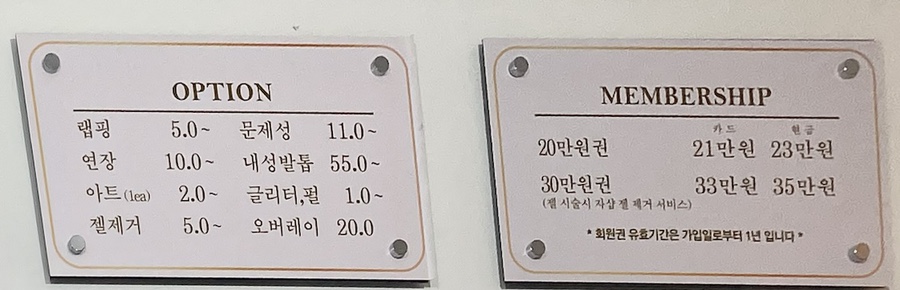 OPTION
랩핑 5.0~ 문제성 11.0~
연장 10.0~ 내성발톱 55.0~
아트(1ea) 2.0~ 글리터,펄 1.0~
젤제거 5.0~ 오버레이 20.0
MEMBERSHIP
카드 현금
20만원권 21만원 23만원
30만원권 33만원 35만원
(젤 시술시 자샵 젤 제거 서비스)
* 회원권 유효기간은 가입일로부터 1년 입니다 *